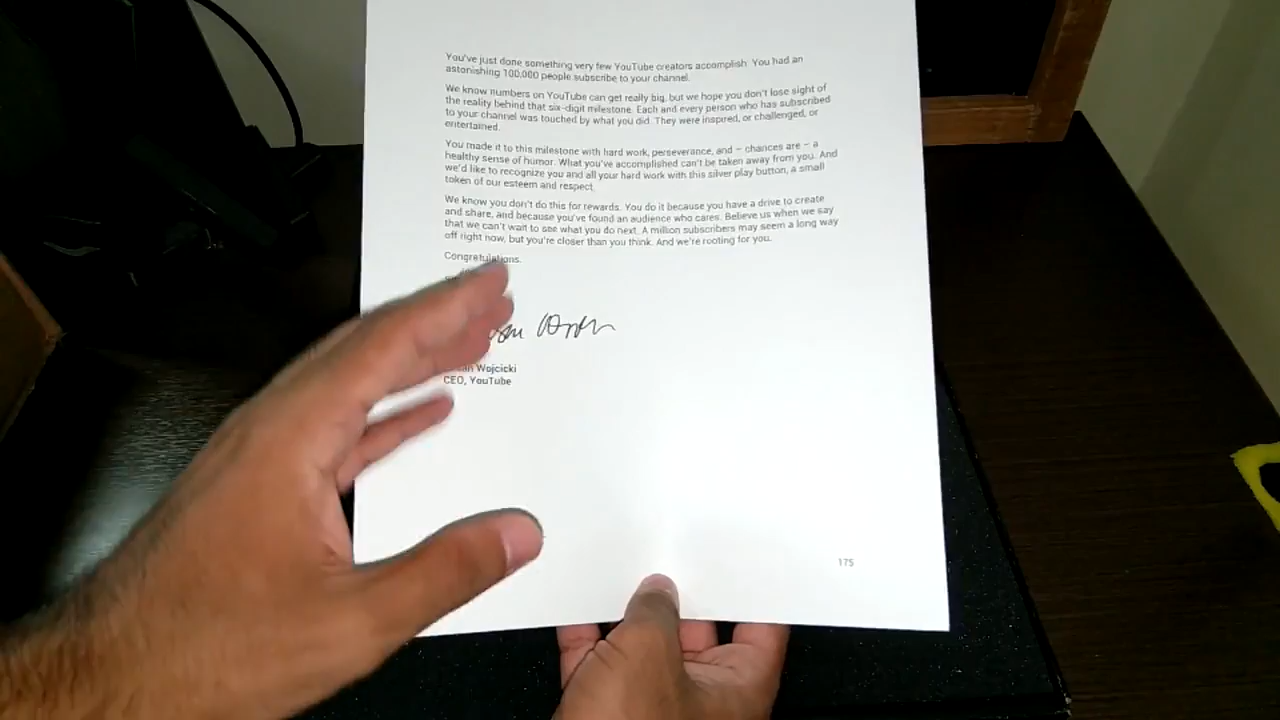 You've just done something very few YouTube creators accomplish. You had an
astonishing 100,000 people subscribe to your channel.
We know numbers on YouTube can get really big, but we hope you don't lose sight of
the reality behind that six-digit milestone. Each and every person who has subscribed
to your channel was touched by what you did. They were inspired, or challenged, or
entertained.
You made it to this milestone with hard work, perseverance, and – chances are – a
healthy sense of humor. What you've accomplished can't be taken away from you. And
we'd like to recognize you and all your hard work with this silver play button, a small
token of our esteem and respect.
We know you don't do this for rewards. You do it because you have a drive to create
and share, and because you've found an audience who cares. Believe us when we say
that we can't wait to see what you do next. A million subscribers may seem a long way
off right now, but you're closer than you think. And we're rooting for you.
Congratulations.
Wojcicki
CEO, YouTube
175